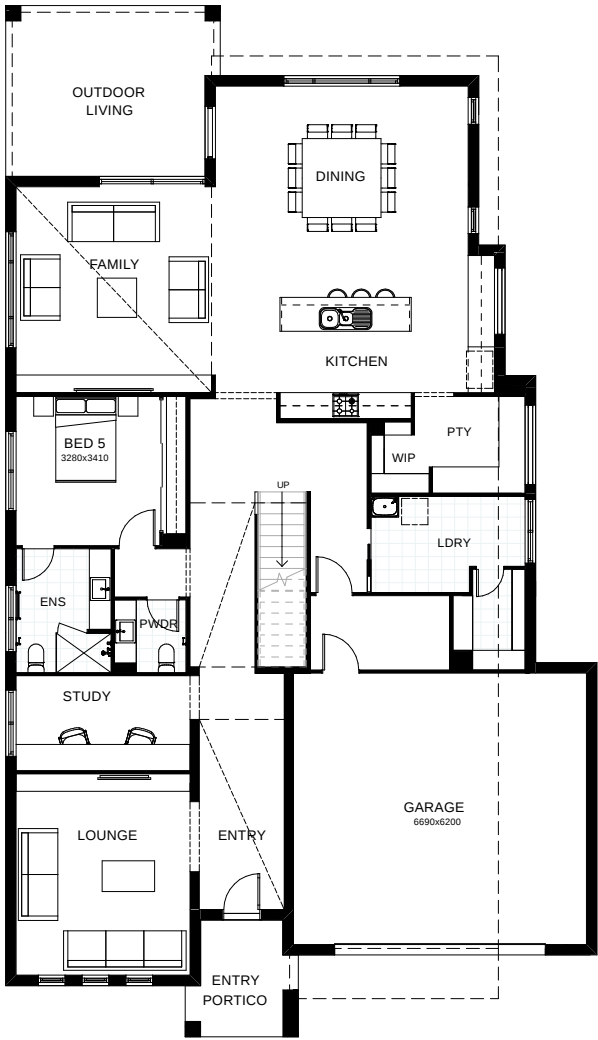 OUTDOOR
LIVING
DINING
FAMILY
KITCHEN
BED 5
3280x3410
PTY
WIP
UP
LDRY
ENS
PWDR
STUDY
GARAGE
6690x6200
LOUNGE
ENTRY
ENTRY
PORTICO